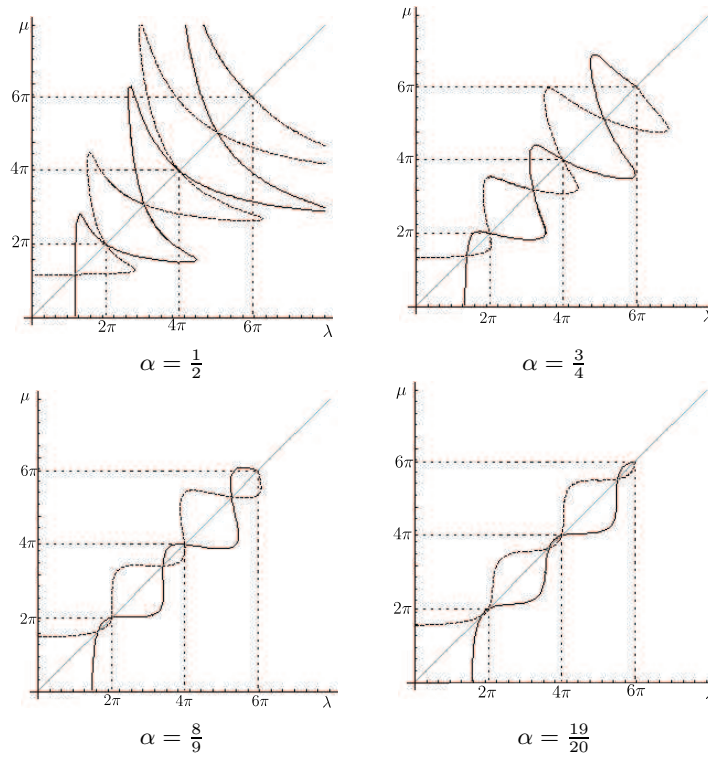 μ
6π
4π
2π
2π 4π 6π λ
α = 1/2
μ
6π
4π
2π
2π 4π 6π λ
α = 3/4
μ
6π
4π
2π
2π 4π 6π λ
α = 8/9
μ
6π
4π
2π
2π 4π 6π λ
α = 19/20